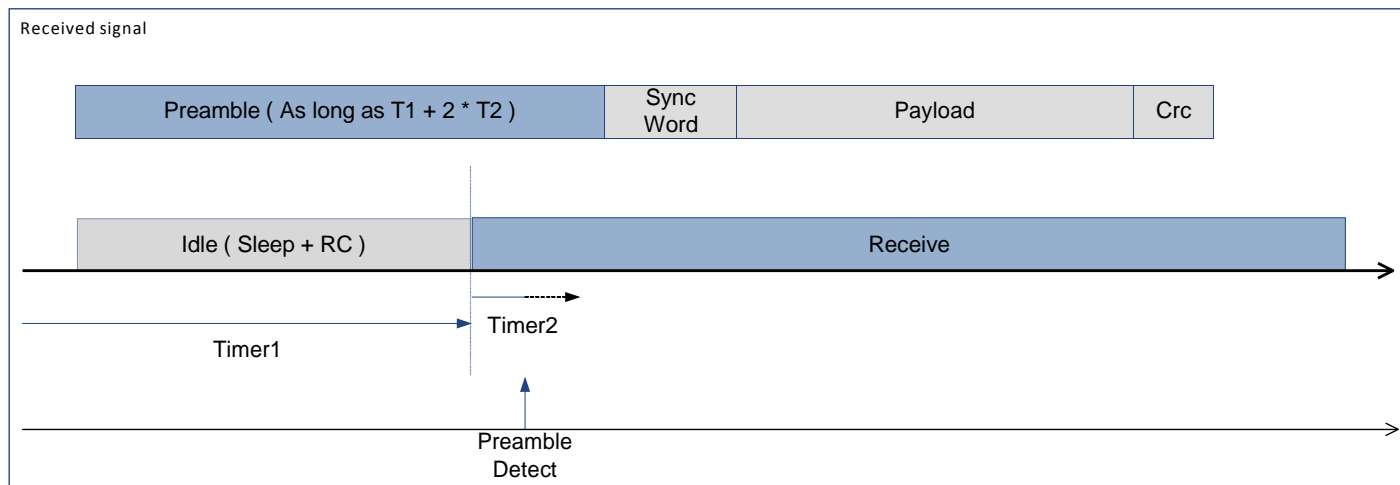 Received signal
Preamble ( As long as T1 + 2 * T2 )
Sync
Word
Payload
Crc
Idle ( Sleep + RC )
Receive
Timer2
Timer1
Preamble
Detect